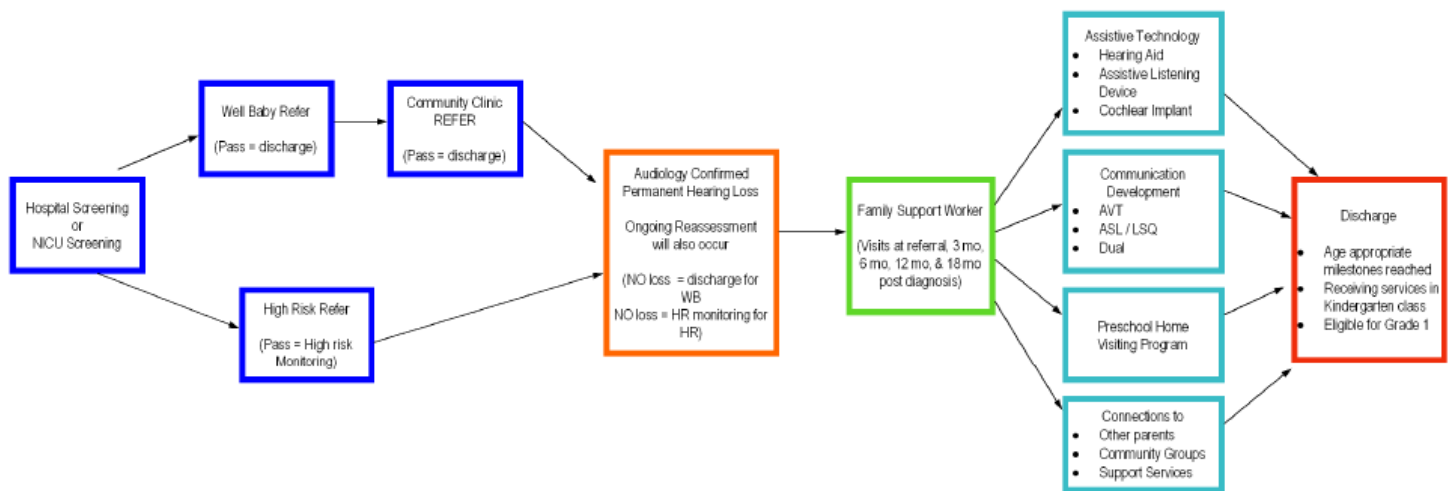 Hospital Screening
or
NICU Screening
Well Baby Refer
(Pass = discharge)
Community Clinic
REFER
(Pass = discharge)
High Risk Refer
(Pass = High risk
Monitoring)
Audiology Confirmed
Permanent Hearing Loss
Ongoing Reassessment
will also occur
(NO loss = discharge for
WB
NO loss = HR monitoring for
HR)
Family Support Worker
(Visits at referral, 3 mo,
6 mo, 12 mo, & 18 mo
post diagnosis)
Assistive Technology
• Hearing Aid
• Assistive Listening
Device
• Cochlear Implant
Communication
Development
• AVT
• ASL / LSQ
• Dual
Preschool Home
Visiting Program
Connections to
• Other parents
• Community Groups
• Support Services
Discharge
• Age appropriate
milestones reached
• Receiving services in
Kindergarten class
• Eligible for Grade 1